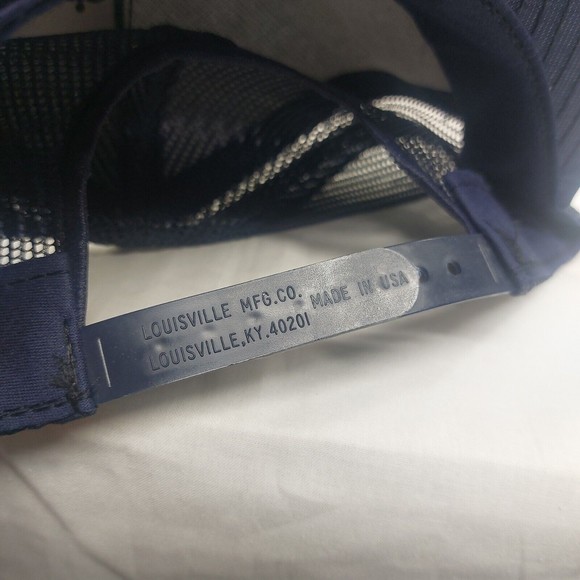 LOUISVILLE MFG.CO. MADE IN USA
LOUISVILLE,KY.40201